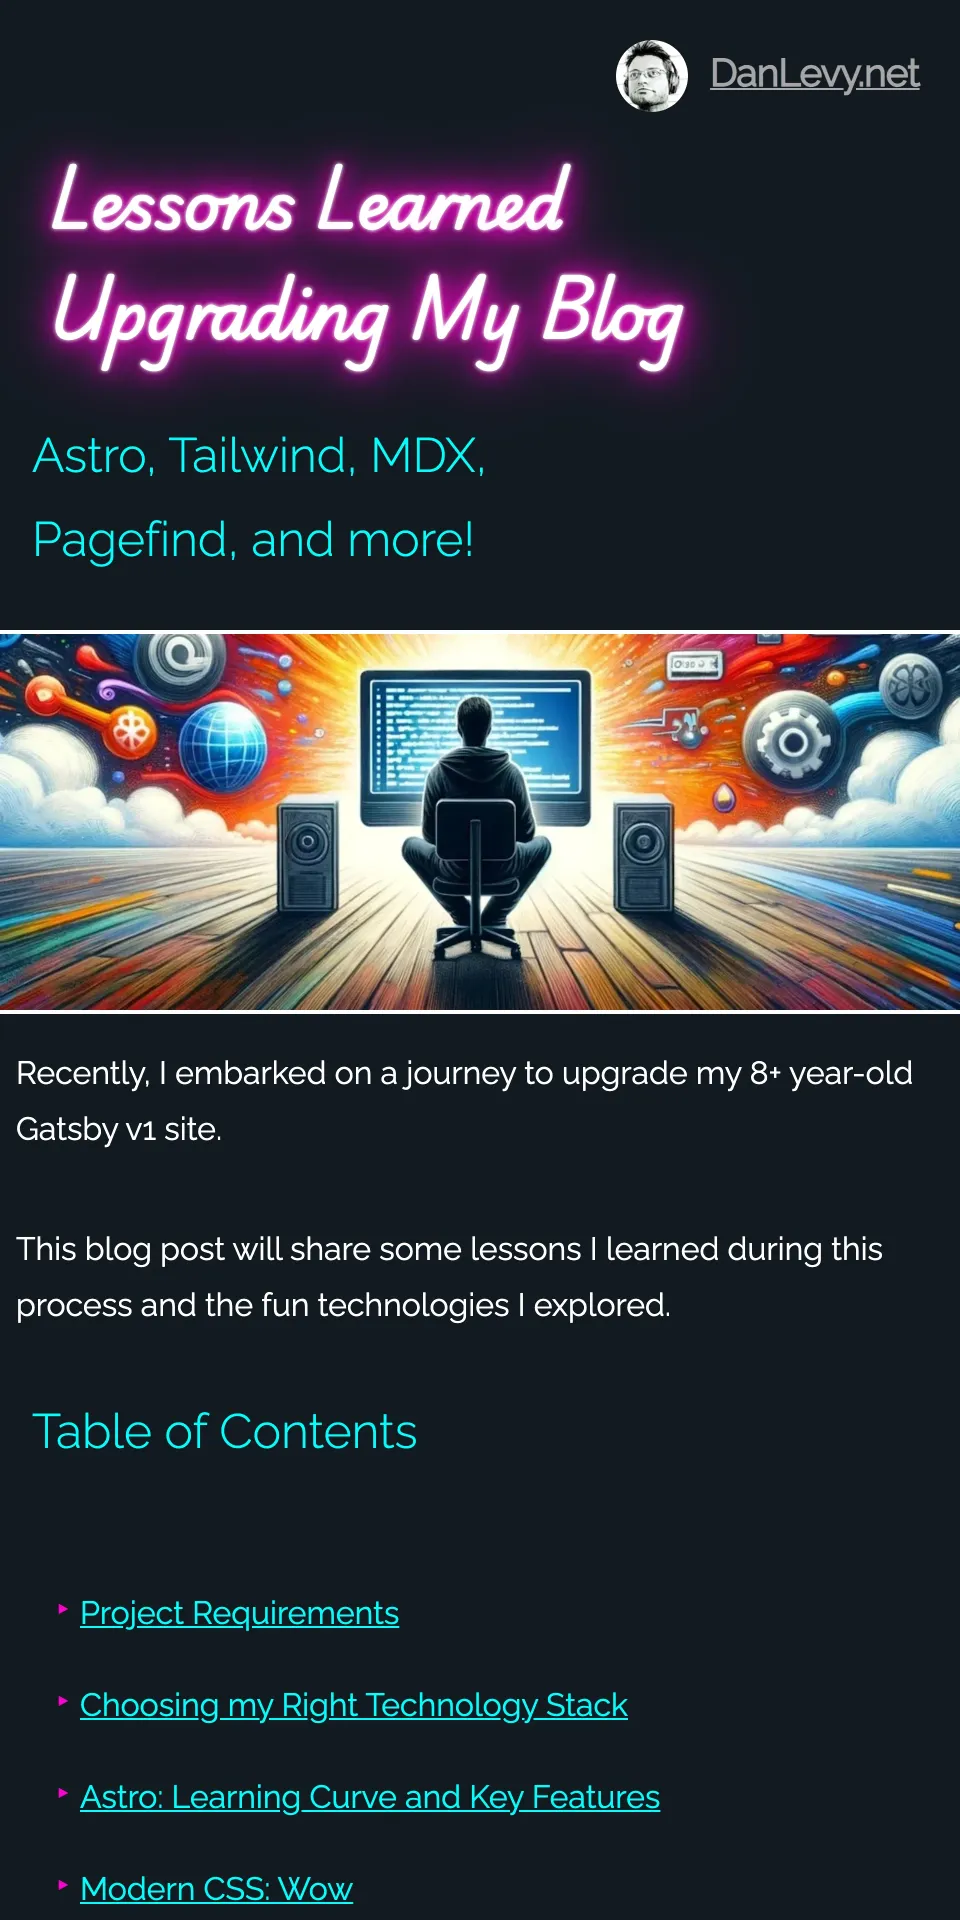 DanLevy.net
Lessons Learned
Upgrading My Blog
Astro, Tailwind, MDX,
Pagefind, and more!
Recently, I embarked on a journey to upgrade my 8+ year-old
Gatsby v1 site.
This blog post will share some lessons I learned during this
process and the fun technologies I explored.
Table of Contents
Project Requirements
Choosing my Right Technology Stack
Astro: Learning Curve and Key Features
Modern CSS: Wow